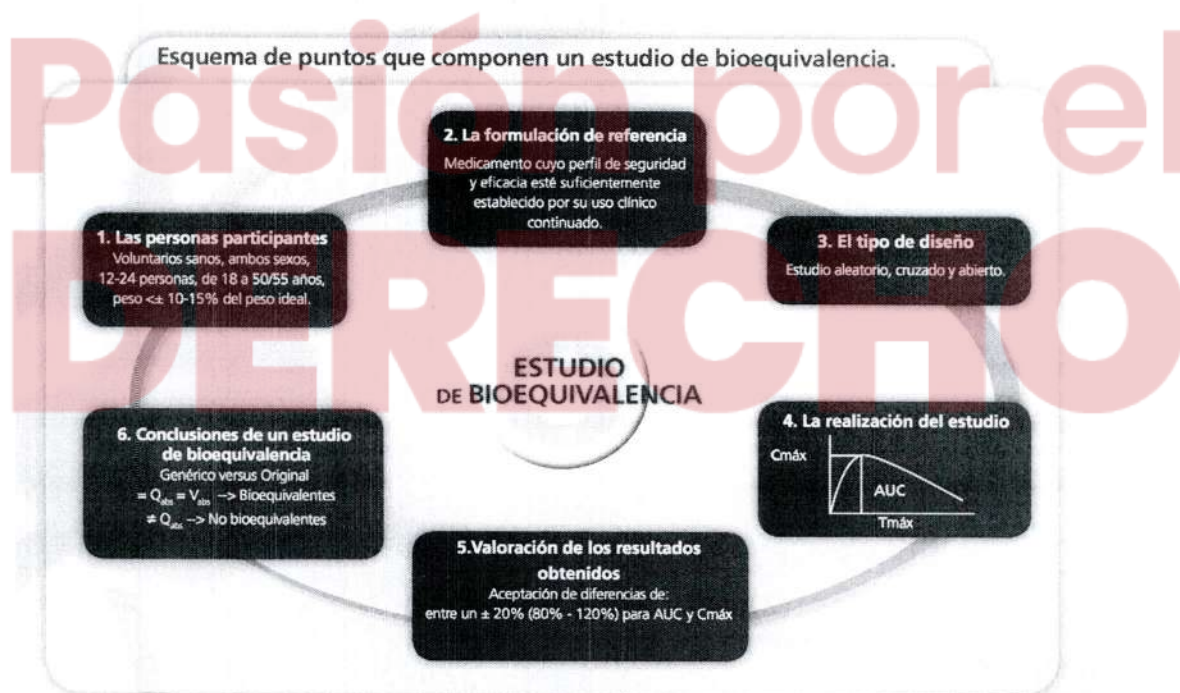 Pasión por el
DERECHO
Esquema de puntos que componen un estudio de bioequivalencia.
1. Las personas participantes
Voluntarios sanos, ambos sexos,
12-24 personas, de 18 a 50/55 años,
peso <± 10-15% del peso ideal.
2. La formulación de referencia
Medicamento cuyo perfil de seguridad
y eficacia esté suficientemente
establecido por su uso clínico
continuado.
3. El tipo de diseño
Estudio aleatorio, cruzado y abierto.
ESTUDIO
DE BIOEQUIVALENCIA
4. La realización del estudio
Cmáx
AUC
Tmáx
5.Valoración de los resultados
obtenidos
Aceptación de diferencias de:
entre un ± 20% (80% - 120%) para AUC y Cmáx
6. Conclusiones de un estudio
de bioequivalencia
Genérico versus Original
= Qabs = Vabs --> Bioequivalentes
≠ Qabs --> No bioequivalentes